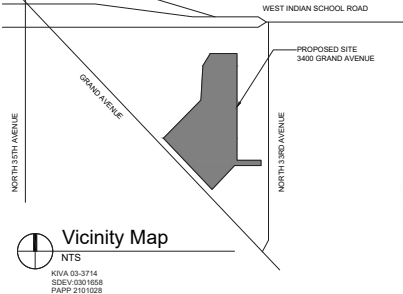 WEST INDIAN SCHOOL ROAD
PROPOSED SITE
3400 GRAND AVENUE
GRAND AVENUE
NORTH 35TH AVENUE
NORTH 33RD AVENUE
Vicinity Map
NTS
KIVA 03-3714
SDEV:0301658
PAPP 2101028